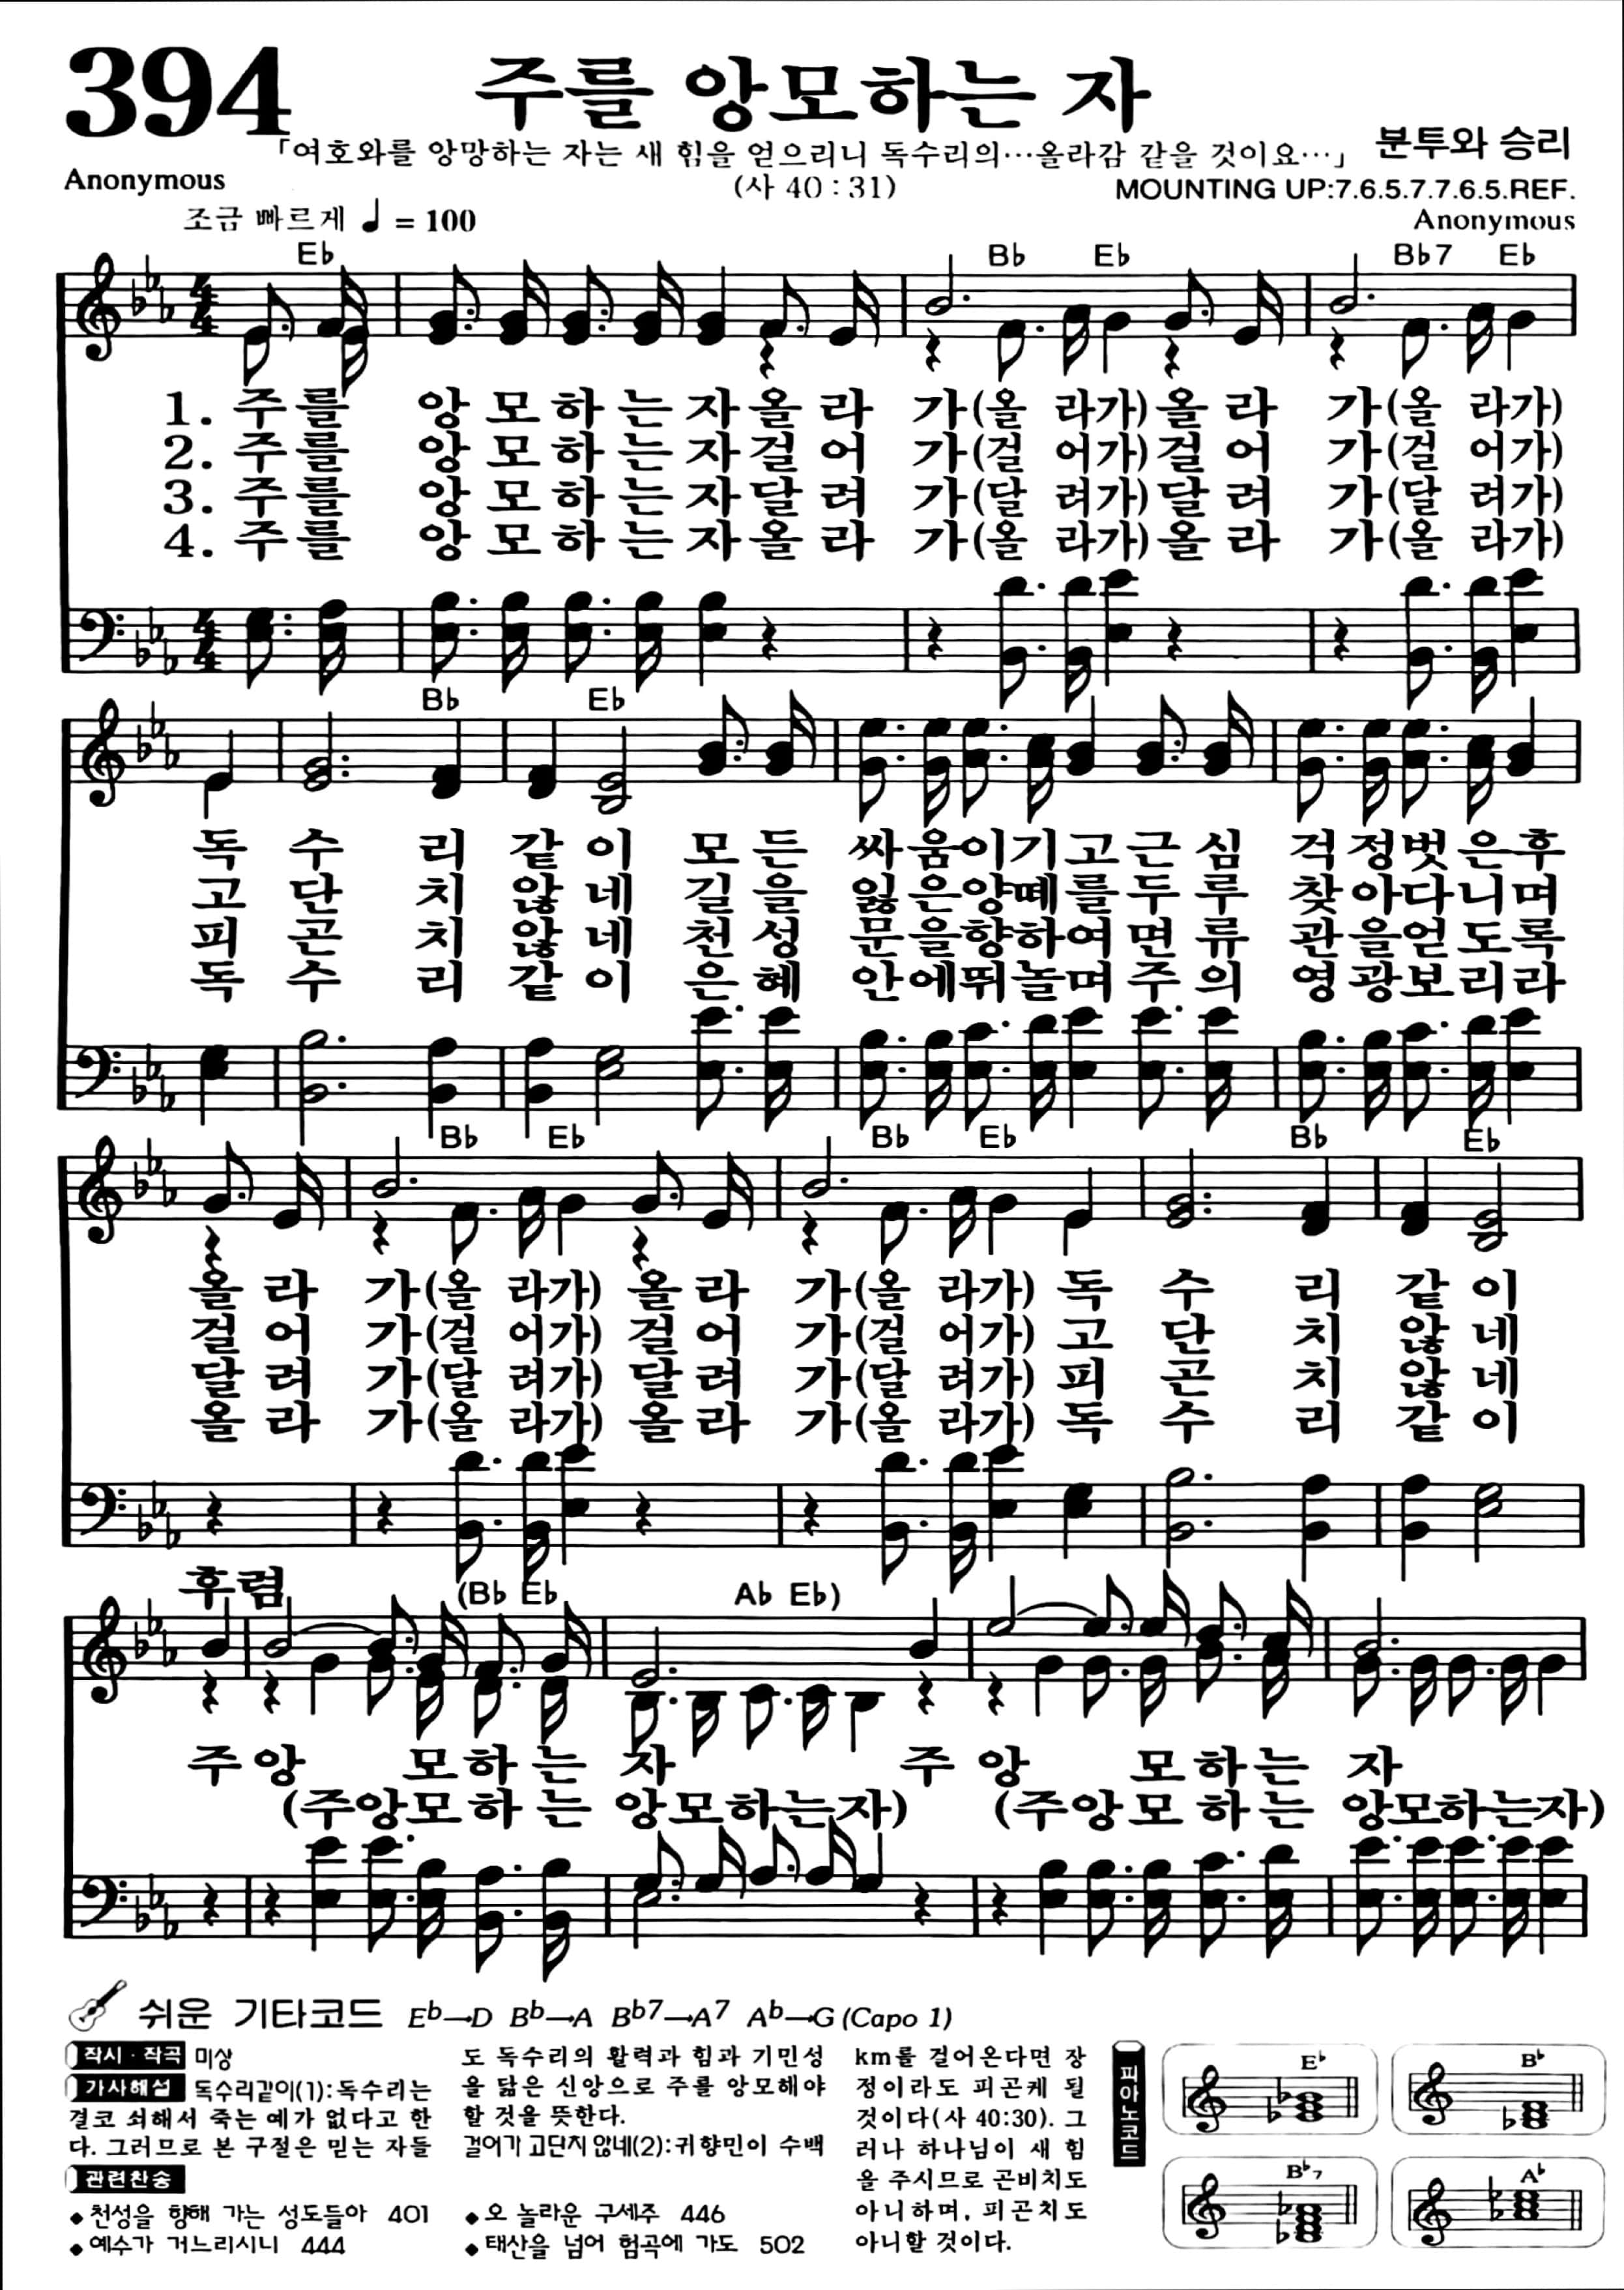 394
주를 앙모하는 자
「여호와를 앙망하는 자는 새 힘을 얻으리니 독수리의…올라감 같을 것이요…」
(사 40 : 31)
분투와 승리
Anonymous
MOUNTING UP:7.6.5.7.7.6.5.REF.
조금 빠르게 ♩ = 100
Anonymous
E♭ B♭ E♭ B♭7 E♭
1. 주를 앙모하는자올라 가(올 라가)올라 가(올 라가)
2. 주를 앙모하는자걸어 가(걸 어가)걸어 가(걸 어가)
3. 주를 앙모하는자달려 가(달 려가)달려 가(달 려가)
4. 주를 앙모하는자올라 가(올 라가)올라 가(올 라가)
B♭ E♭
독 수 리 같이 모든 싸움이기고근심 걱정벗은후
고 단 치 않네 길을 잃은양떼를두루 찾아다니며
피 곤 치 않네 천성 문을향하여면류 관을얻도록
독 수 리 같이 은혜 안에뛰놀며주의 영광보리라
B♭ E♭ B♭ E♭ B♭ E♭
올라 가(올 라가) 올라 가(올 라가) 독 수 리 같이
걸어 가(걸 어가) 걸어 가(걸 어가) 고 단 치 않네
달려 가(달 려가) 달려 가(달 려가) 피 곤 치 않네
올라 가(올 라가) 올라 가(올 라가) 독 수 리 같이
후렴
(B♭ E♭ A♭ E♭)
주앙 모하는 자 주앙 모하는 자
(주앙모하는 앙모하는자) (주앙모하는 앙모하는자)
쉬운 기타코드 E♭→D B♭→A B♭7→A7 A♭→G (Capo 1)
작시 · 작곡 미상
가사해설 독수리같이(1):독수리는
결코 쇠해서 죽는 예가 없다고 한
다. 그러므로 본 구절은 믿는 자들
도 독수리의 활력과 힘과 기민성
을 닮은 신앙으로 주를 앙모해야
할 것을 뜻한다.
걸어가 고단치 않네(2):귀향민이 수백
km를 걸어온다면 장
정이라도 피곤케 될
것이다(사 40:30). 그
러나 하나님이 새 힘
을 주시므로 곤비치도
아니하며, 피곤치도
아니할 것이다.
관련찬송
◆ 천성을 향해 가는 성도들아 401
◆ 예수가 거느리시니 444
◆ 오 놀라운 구세주 446
◆ 태산을 넘어 험곡에 가도 502
피아노코드
E♭
B♭
B♭7
A♭